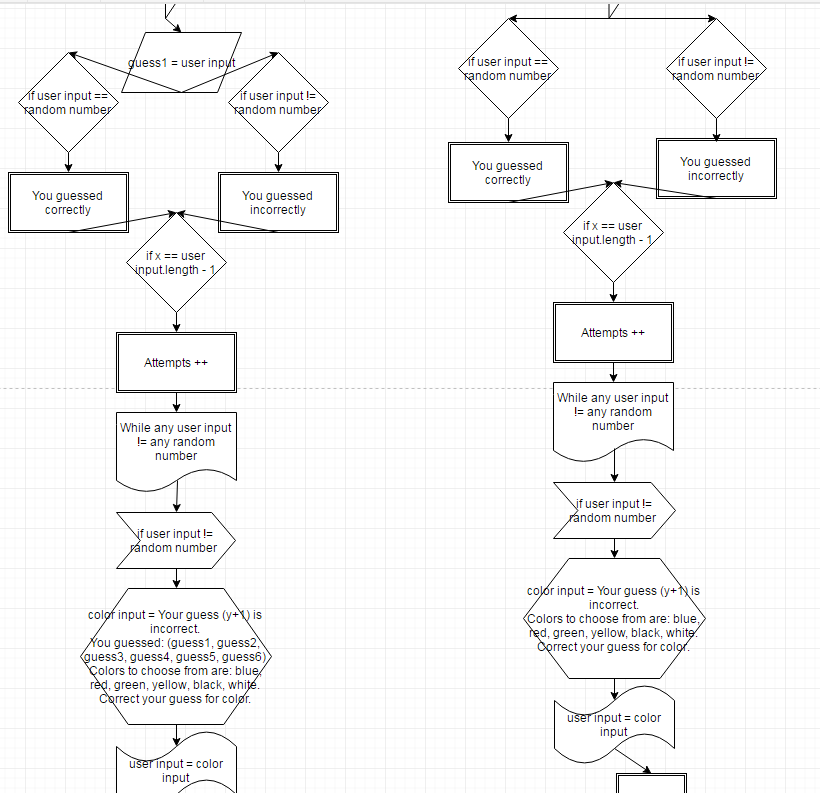 guess1 = user input
if user input ==
random number
if user input !=
random number
You guessed
correctly
You guessed
incorrectly
if x == user
input.length - 1
Attempts ++
While any user input
!= any random
number
if user input !=
random number
color input = Your guess (y+1) is
incorrect.
You guessed: (guess1, guess2,
guess3, guess4, guess5, guess6)
Colors to choose from are: blue,
red, green, yellow, black, white.
Correct your guess for color.
user input = color
input
if user input ==
random number
if user input !=
random number
You guessed
correctly
You guessed
incorrectly
if x == user
input.length - 1
Attempts ++
While any user input
!= any random
number
if user input !=
random number
color input = Your guess (y+1) is
incorrect.
Colors to choose from are: blue,
red, green, yellow, black, white.
Correct your guess for color.
user input = color
input